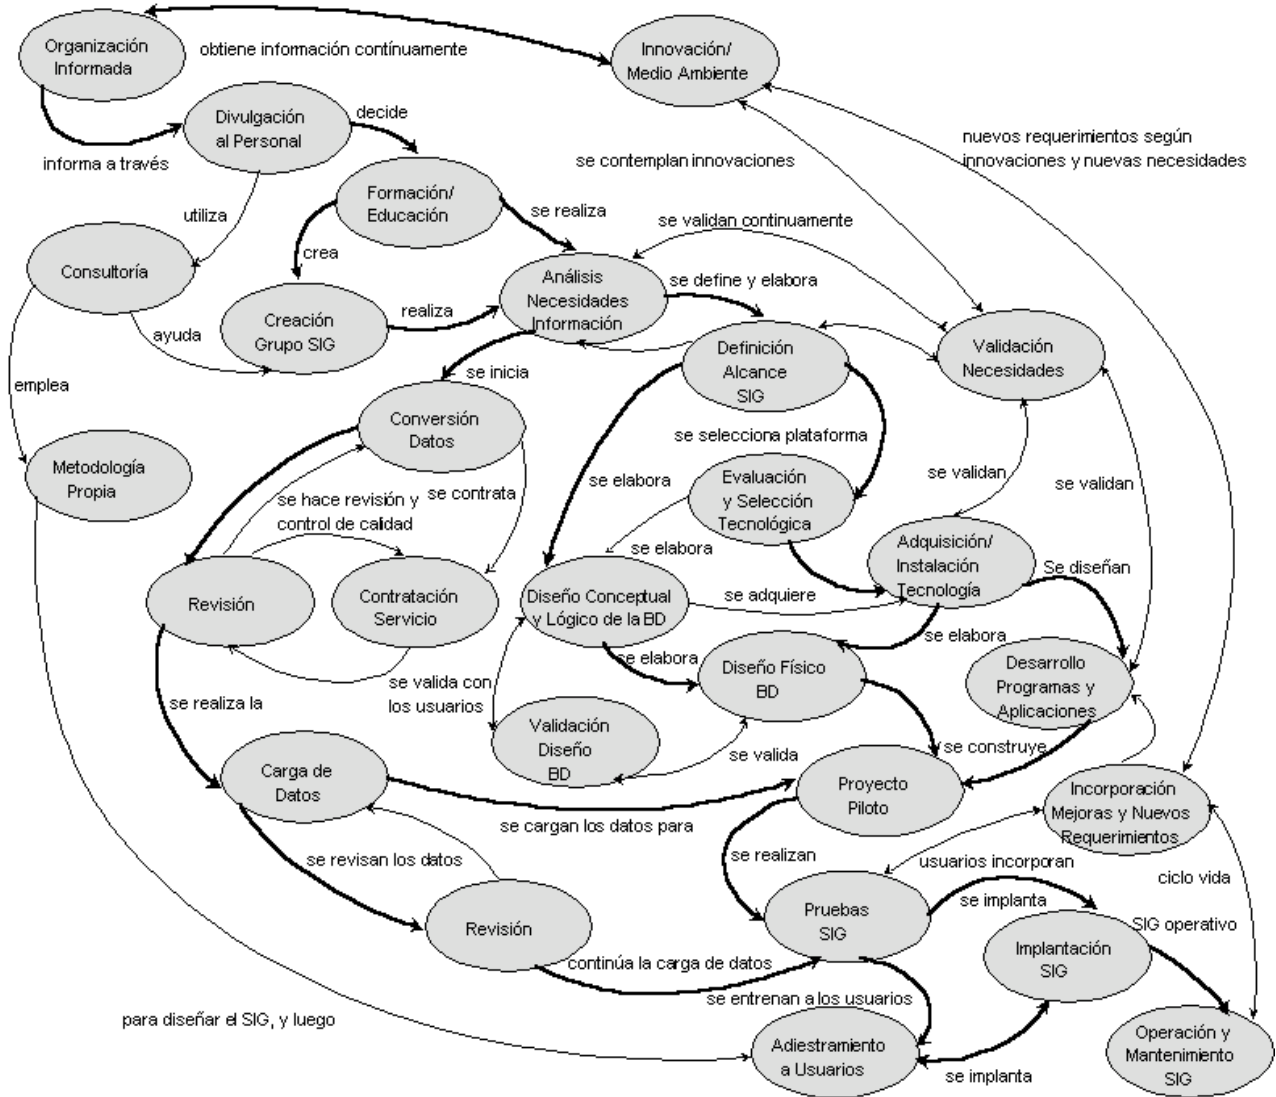 Organización
Informada
obtiene información contínuamente
Innovación/
Medio Ambiente
Divulgación
al Personal
decide
informa a través
nuevos requerimientos según
innovaciones y nuevas necesidades
se contemplan innovaciones
Formación/
Educación
utiliza
se realiza
se validan continuamente
crea
Consultoría
Análisis
Necesidades
Información
se define y elabora
Creación
Grupo SIG
realiza
ayuda
Definición
Alcance
SIG
Validación
Necesidades
emplea
se inicia
Conversión
Datos
se selecciona plataforma
Metodología
Propia
se hace revisión y
control de calidad
se contrata
se elabora
Evaluación
y Selección
Tecnológica
se validan
se validan
se elabora
Adquisición/
Instalación
Tecnología
Se diseñan
Revisión
Contratación
Servicio
Diseño Conceptual
y Lógico de la BD
se adquiere
se elabora
se elabora
Diseño Físico
BD
Desarrollo
Programas y
Aplicaciones
se valida con
los usuarios
se realiza la
Validación
Diseño
BD
se valida
se construye
Carga de
Datos
Proyecto
Piloto
Incorporación
Mejoras y Nuevos
Requerimientos
se cargan los datos para
se revisan los datos
se realizan
usuarios incorporan
ciclo vida
Revisión
Pruebas
SIG
se implanta
SIG operativo
Implantación
SIG
continúa la carga de datos
se entrenan a los usuarios
para diseñar el SIG, y luego
Adiestramiento
a Usuarios
se implanta
Operación y
Mantenimiento
SIG